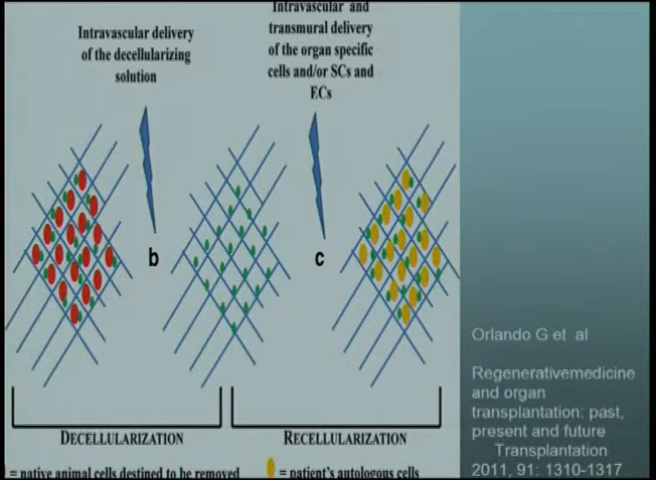 Intravascular delivery
of the decellularizing
solution
Intravascular and
transmural delivery
of the organ specific
cells and/or SCs and
ECs
b
c
DECELLULARIZATION
RECELLULARIZATION
= native animal cells destined to be removed
= patient's autologous cells
Orlando G et al
Regenerativemedicine
and organ
transplantation: past,
present and future
Transplantation
2011, 91: 1310-1317